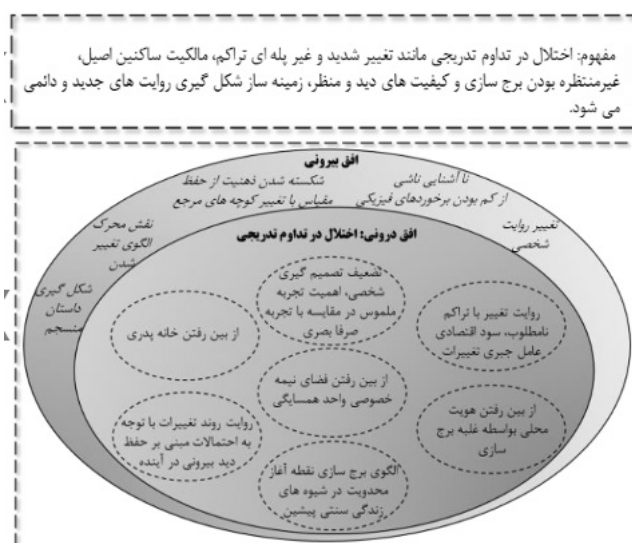 مفهوم: اختلال در تداوم تدریجی مانند تغییر شدید و غیر پله ای تراکم، مالکیت ساکنین اصیل،
غیرمنتظره بودن برج سازی و کیفیت های دید و منظر، زمینه ساز شکل گیری روایت های جدید و دائمی
می شود.
افق بیرونی
نا آشنایی ناشی
از کم بودن برخوردهای فیزیکی
شکسته شدن ذهنیت از حفظ
مقیاس با تغییر کوچه های مرجع
تغییر روایت
شخصی
نقش محرک
الگوی تغییر
شدن
شکل گیری
داستان
منسجم
افق درونی: اختلال در تداوم تدریجی
تضعیف تصمیم گیری
شخصی، اهمیت تجربه
ملموس در مقایسه با تجربه
صرفا بصری
روایت تغییر با تراکم
نامطلوب، سود اقتصادی
عامل جبری تغییرات
از بین رفتن خانه پدری
از بین رفتن فضای نیمه
خصوصی واحد همسایگی
از بین رفتن هویت
محلی بواسطه غلبه برج
سازی
روایت روند تغییرات با توجه
به احتمالات مبنی بر حفظ
دید بیرونی در آینده
الگوی برج سازی نقطه آغاز
محدویت در شیوه های
زندگی سنتی پیشین